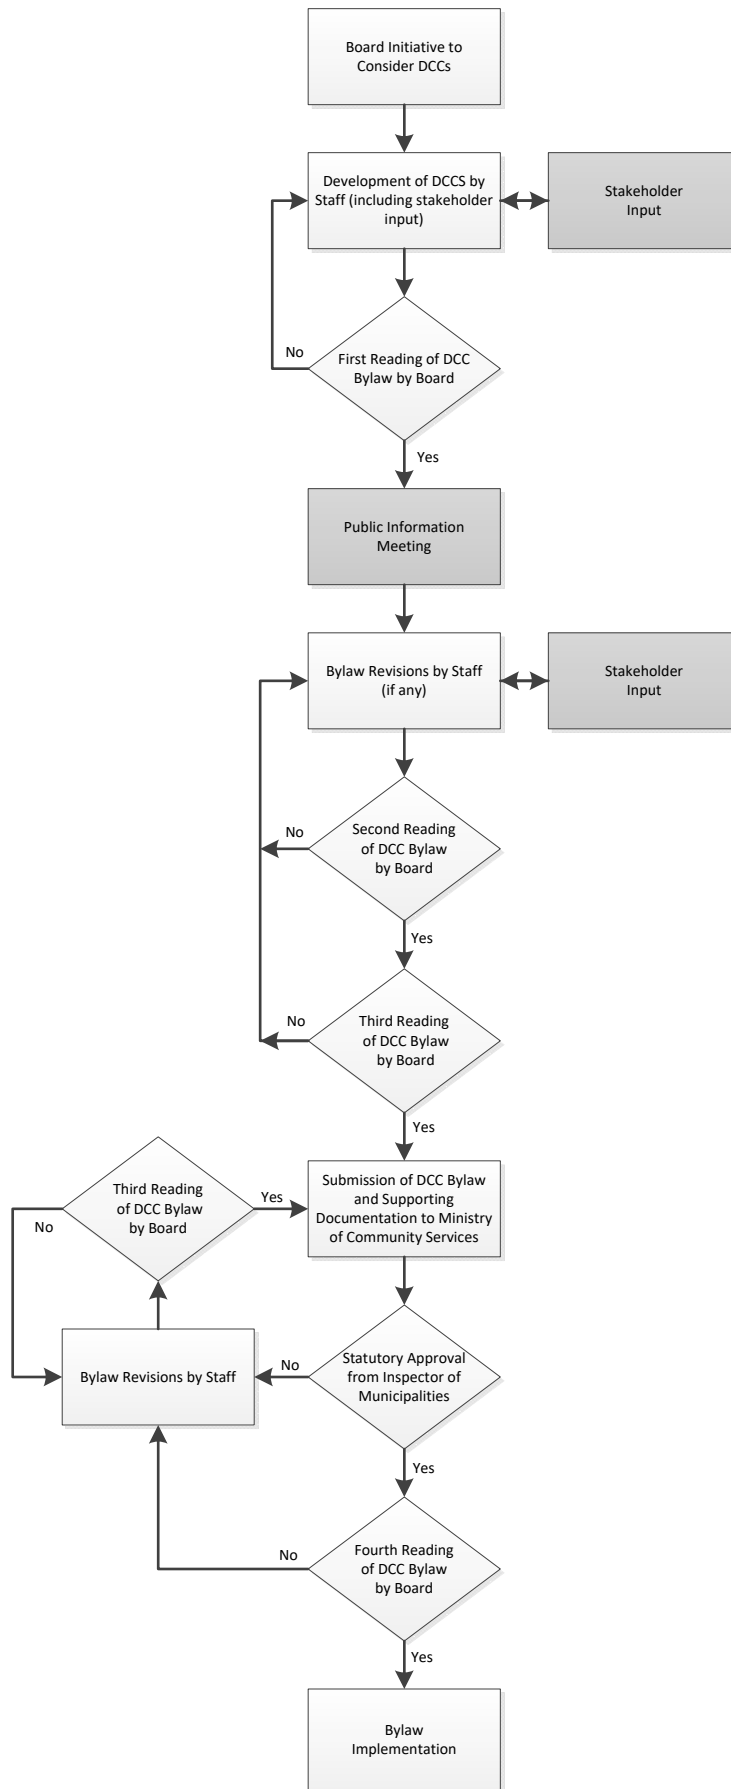 Board Initiative to
Consider DCCs
Development of DCCS by
Staff (including stakeholder
input)
Stakeholder
Input
No
First Reading of DCC
Bylaw by Board
Yes
Public Information
Meeting
Bylaw Revisions by Staff
(if any)
Stakeholder
Input
No
Second Reading
of DCC Bylaw
by Board
Yes
No
Third Reading
of DCC Bylaw
by Board
Yes
Third Reading
of DCC Bylaw
by Board
Yes
No
Submission of DCC Bylaw
and Supporting
Documentation to Ministry
of Community Services
Bylaw Revisions by Staff
No
Statutory Approval
from Inspector of
Municipalities
Yes
No
Fourth Reading
of DCC Bylaw
by Board
Yes
Bylaw
Implementation